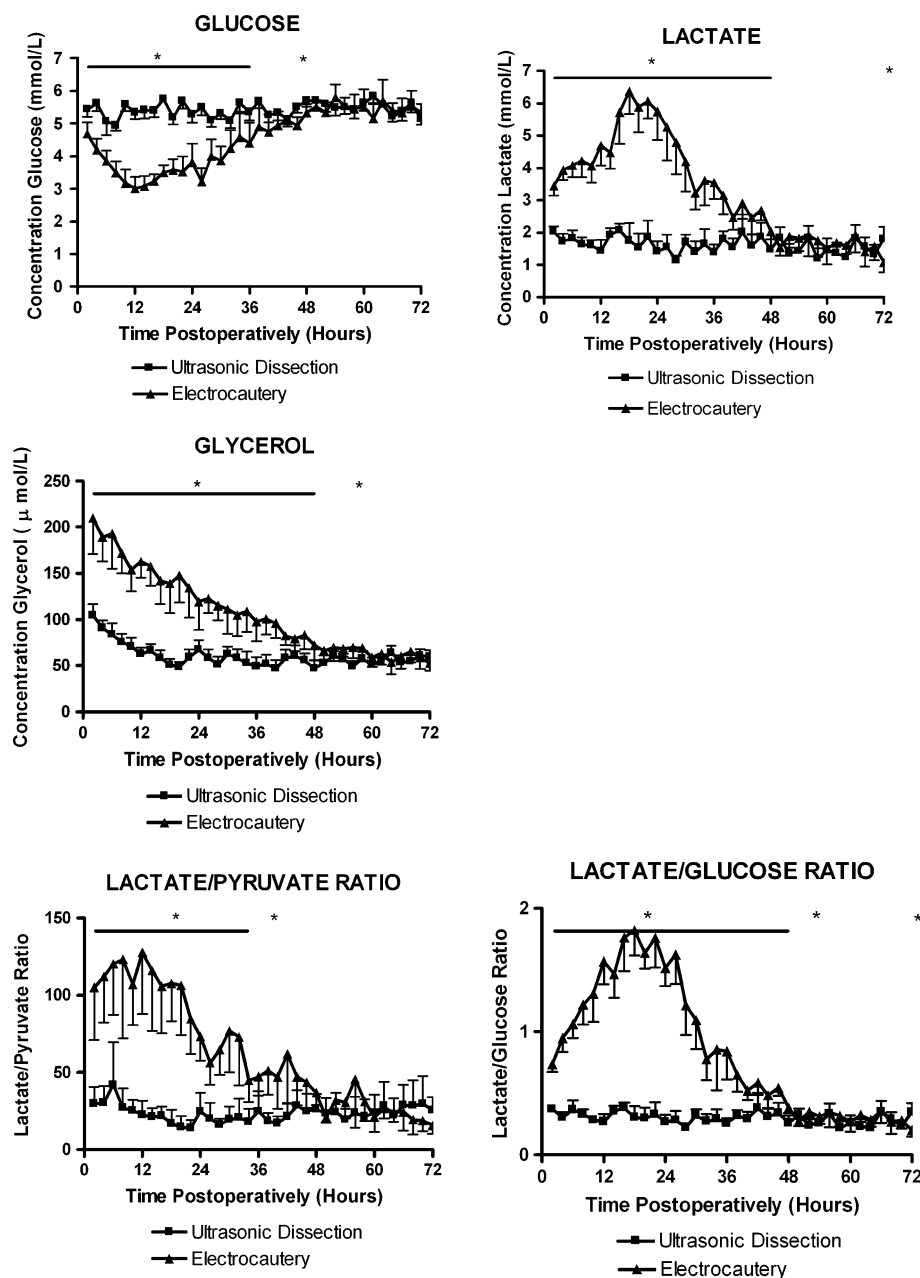 GLUCOSE
*
*
Concentration Glucose (mmol/L)
7
6
5
4
3
2
1
0
0 12 24 36 48 60 72
Time Postoperatively (Hours)
Ultrasonic Dissection
Electrocautery
LACTATE
*
*
Concentration Lactate (mmol/L)
7
6
5
4
3
2
1
0
0 12 24 36 48 60 72
Time Postoperatively (Hours)
Ultrasonic Dissection
Electrocautery
GLYCEROL
*
*
Concentration Glycerol ( μ mol/L)
250
200
150
100
50
0
0 12 24 36 48 60 72
Time Postoperatively (Hours)
Ultrasonic Dissection
Electrocautery
LACTATE/PYRUVATE RATIO
*
*
Lactate/Pyruvate Ratio
150
100
50
0
0 12 24 36 48 60 72
Time Postoperatively (Hours)
Ultrasonic Dissection
Electrocautery
LACTATE/GLUCOSE RATIO
*
*
*
Lactate/Glucose Ratio
2
1
0
0 12 24 36 48 60 72
Time Postoperatively (Hours)
Ultrasonic Dissection
Electrocautery